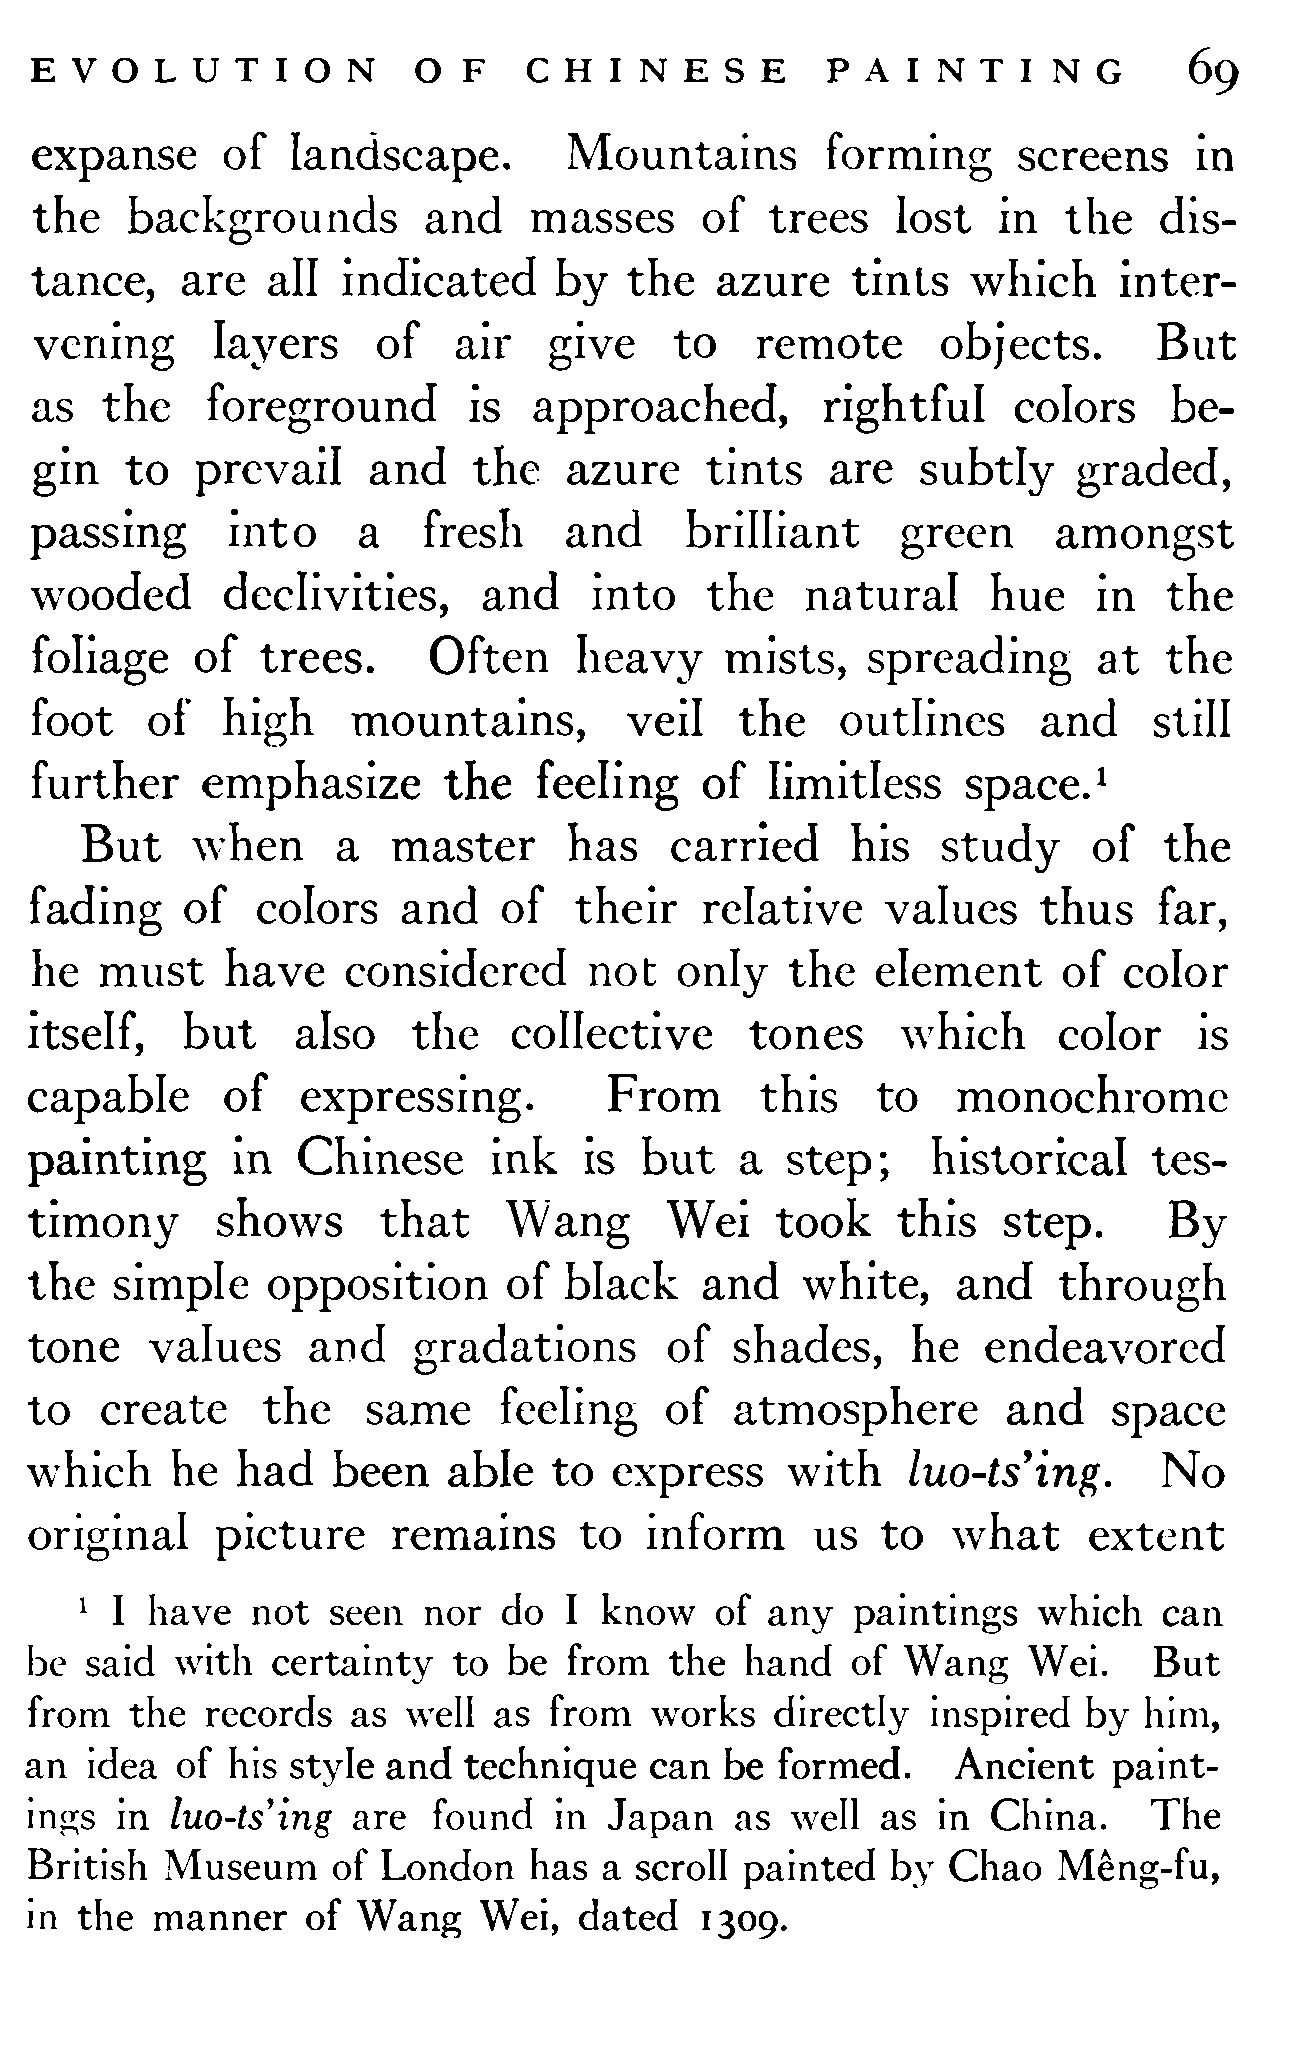 EVOLUTION OF CHINESE PAINTING 69
expanse of landscape. Mountains forming screens in
the backgrounds and masses of trees lost in the dis-
tance, are all indicated by the azure tints which inter-
vening layers of air give to remote objects. But
as the foreground is approached, rightful colors be-
gin to prevail and the azure tints are subtly graded,
passing into a fresh and brilliant green amongst
wooded declivities, and into the natural hue in the
foliage of trees. Often heavy mists, spreading at the
foot of high mountains, veil the outlines and still
further emphasize the feeling of limitless space.¹
But when a master has carried his study of the
fading of colors and of their relative values thus far,
he must have considered not only the element of color
itself, but also the collective tones which color is
capable of expressing. From this to monochrome
painting in Chinese ink is but a step; historical tes-
timony shows that Wang Wei took this step. By
the simple opposition of black and white, and through
tone values and gradations of shades, he endeavored
to create the same feeling of atmosphere and space
which he had been able to express with luo-ts'ing. No
original picture remains to inform us to what extent
¹ I have not seen nor do I know of any paintings which can
be said with certainty to be from the hand of Wang Wei. But
from the records as well as from works directly inspired by him,
an idea of his style and technique can be formed. Ancient paint-
ings in luo-ts'ing are found in Japan as well as in China. The
British Museum of London has a scroll painted by Chao Mêng-fu,
in the manner of Wang Wei, dated 1309.